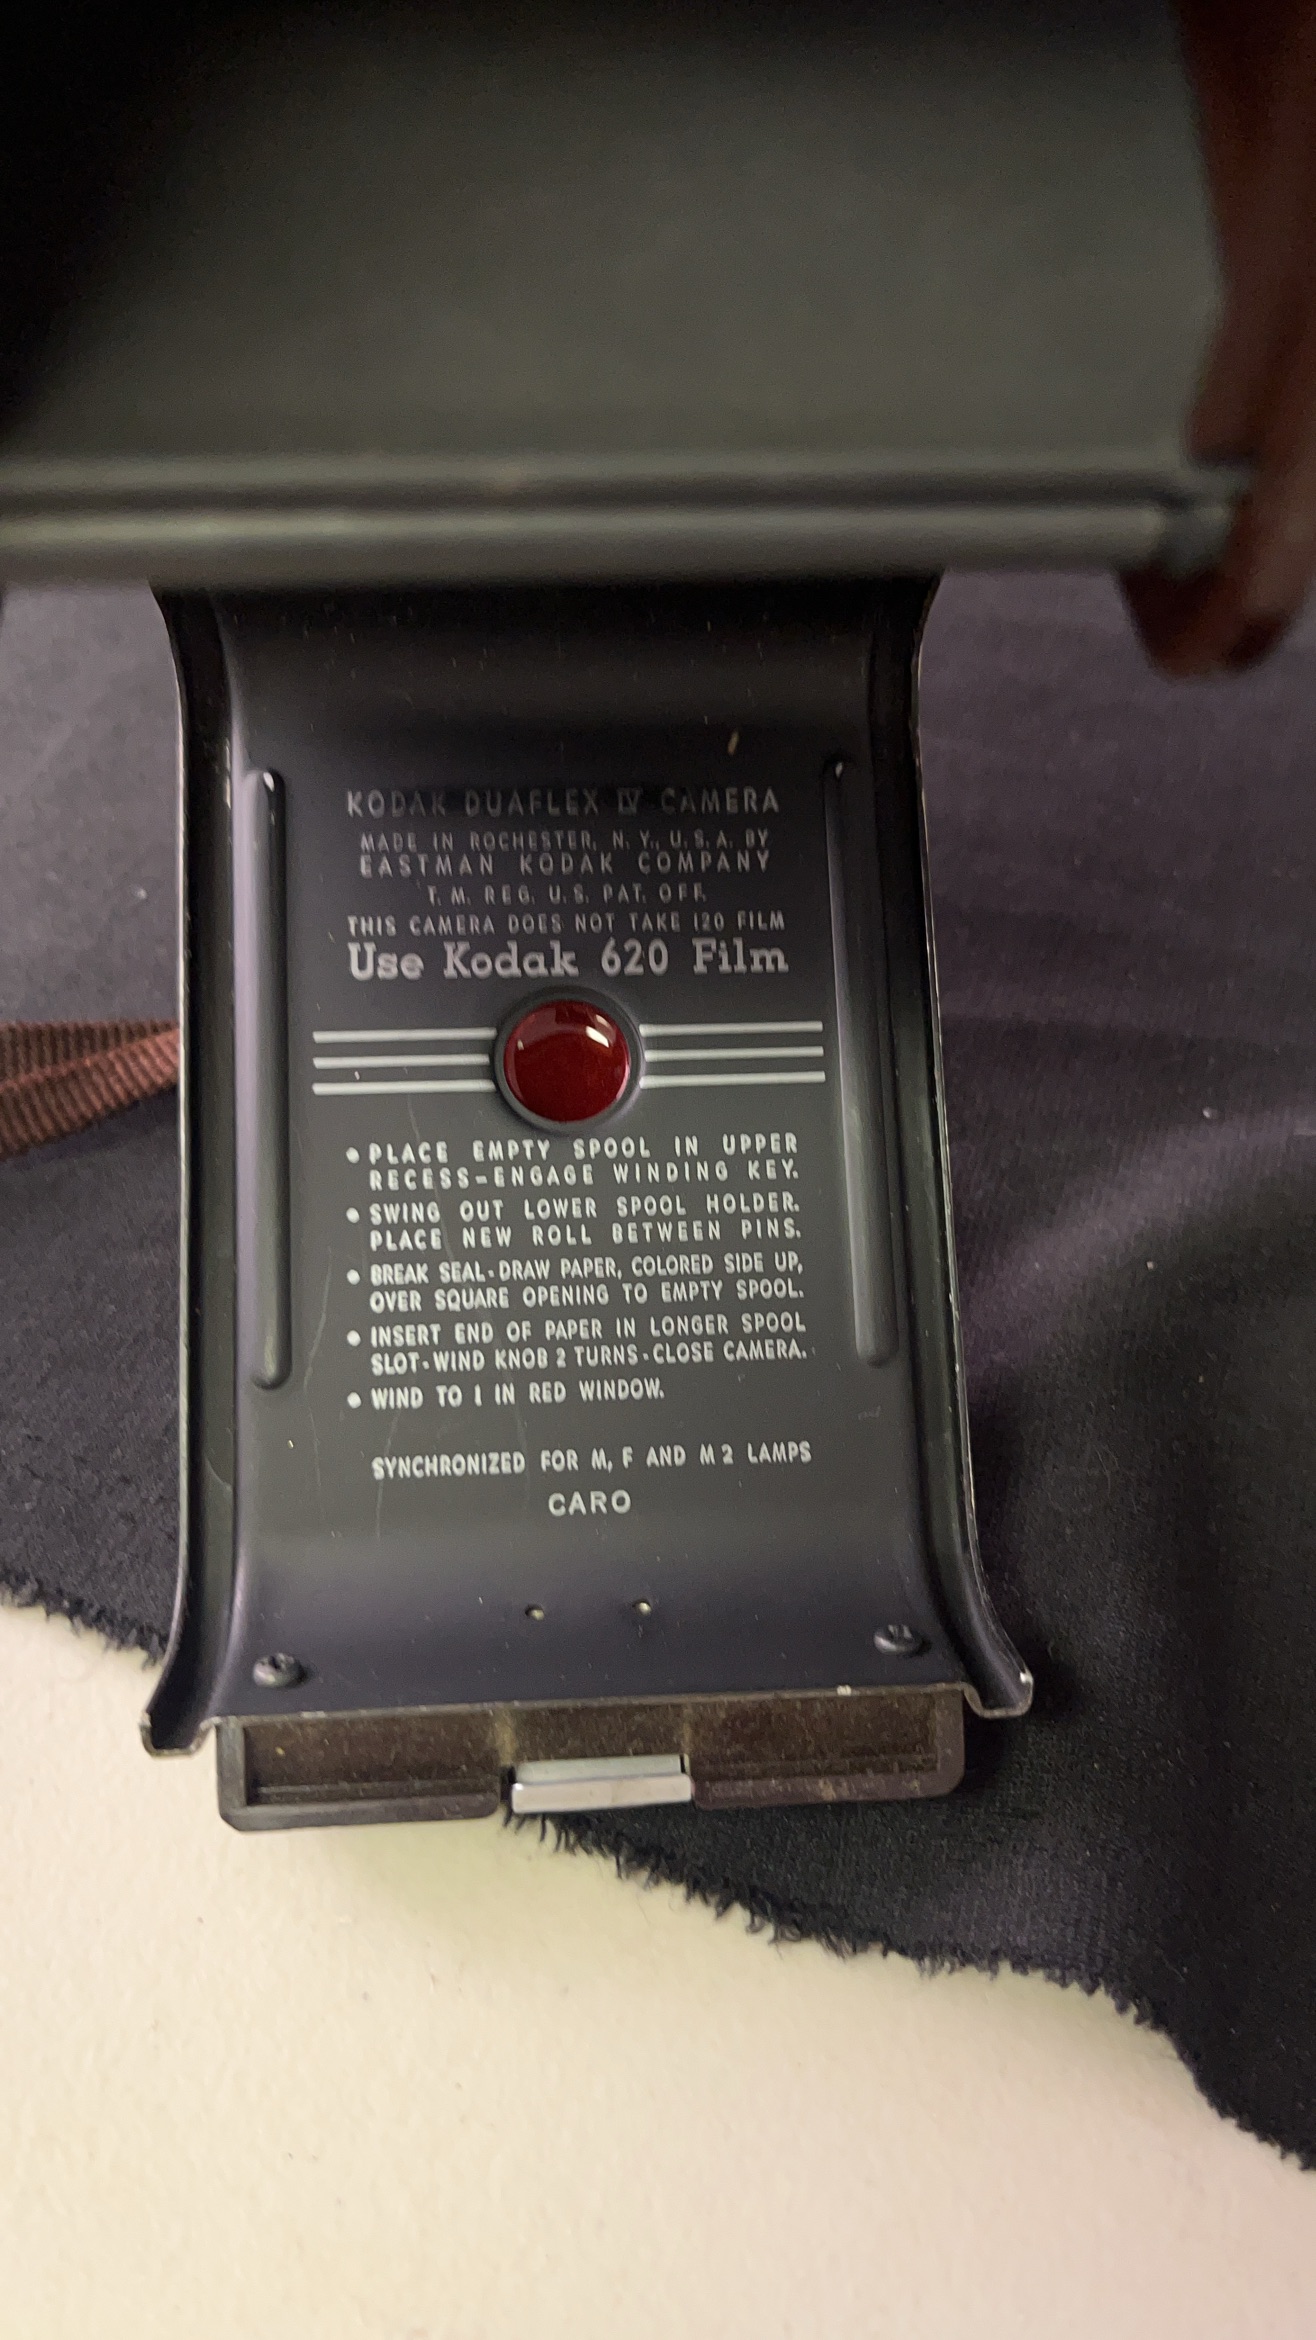 KODAK DUAFLEX IV CAMERA
MADE IN ROCHESTER, N. Y., U. S. A. BY
EASTMAN KODAK COMPANY
T. M. REG. U. S. PAT. OFF.
THIS CAMERA DOES NOT TAKE 120 FILM
Use Kodak 620 Film
• PLACE EMPTY SPOOL IN UPPER
RECESS-ENGAGE WINDING KEY.
• SWING OUT LOWER SPOOL HOLDER.
PLACE NEW ROLL BETWEEN PINS.
• BREAK SEAL-DRAW PAPER, COLORED SIDE UP,
OVER SQUARE OPENING TO EMPTY SPOOL.
• INSERT END OF PAPER IN LONGER SPOOL
SLOT-WIND KNOB 2 TURNS-CLOSE CAMERA.
• WIND TO 1 IN RED WINDOW.
SYNCHRONIZED FOR M, F AND M2 LAMPS
CARO